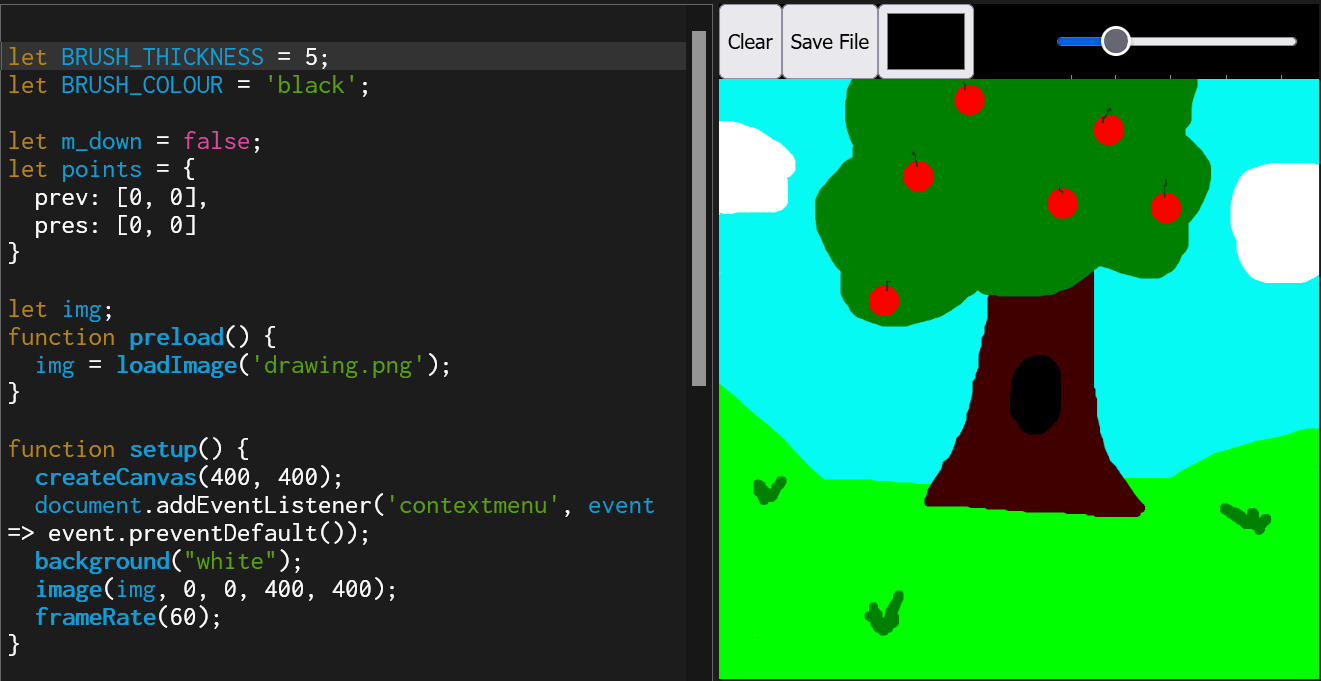 let BRUSH_THICKNESS = 5;
let BRUSH_COLOUR = 'black';
let m_down = false;
let points = {
  prev: [0, 0],
  pres: [0, 0]
}
let img;
function preload() {
  img = loadImage('drawing.png');
}
function setup() {
  createCanvas(400, 400);
  document.addEventListener('contextmenu', event
=> event.preventDefault());
  background("white");
  image(img, 0, 0, 400, 400);
  frameRate(60);
}
Clear Save File